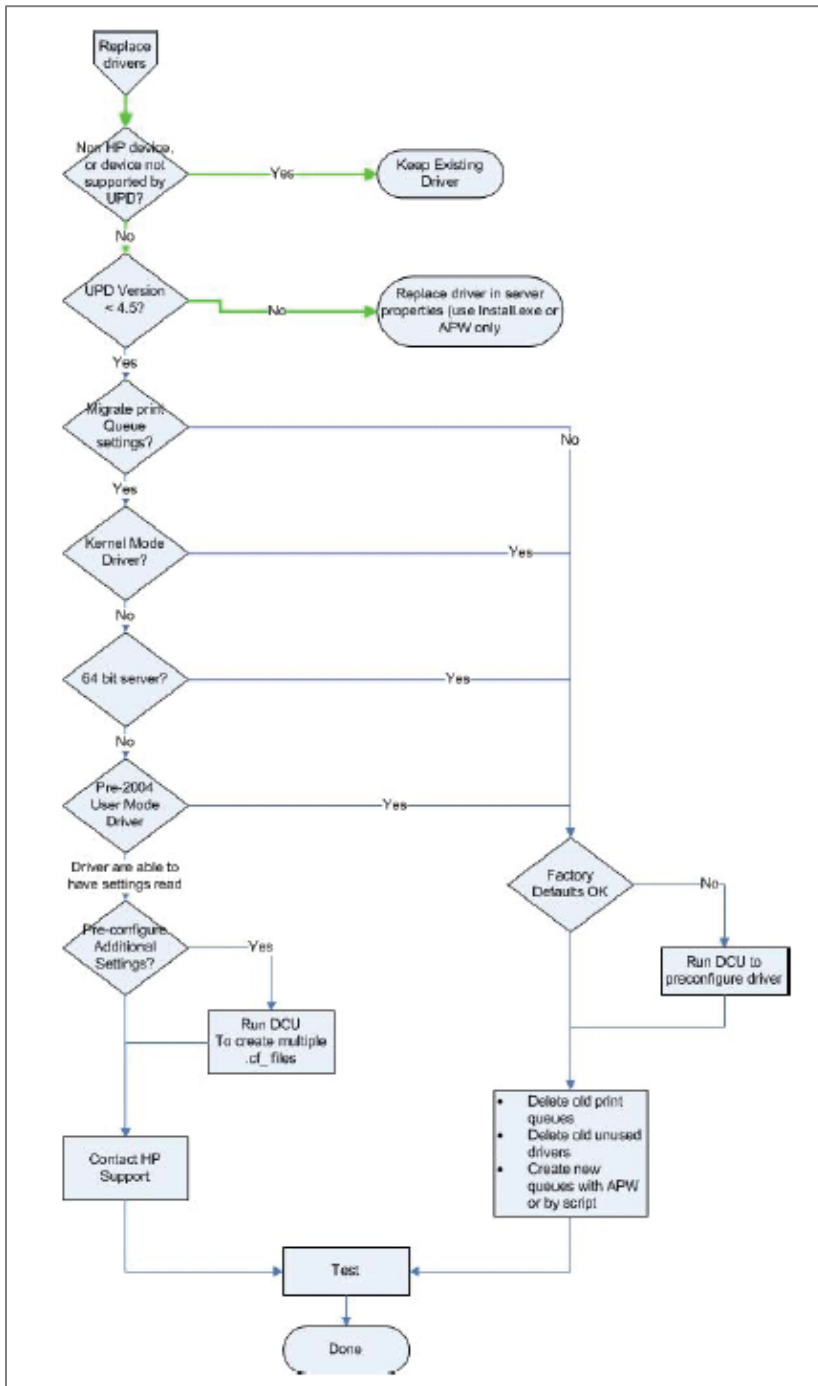 Replace
drivers
Non HP device,
or device not
supported by
UPD?
Yes
Keep Existing
Driver
No
UPD Version
< 4.5?
No
Replace driver in server
properties (use Install.exe or
APW only
Yes
Migrate print
Queue
settings?
No
Yes
Kernel Mode
Driver?
Yes
No
64 bit server?
Yes
No
Pre-2004
User Mode
Driver
Yes
Driver are able to
have settings read
Factory
Defaults OK
No
Pre-configure
Additional
Settings?
Yes
Run DCU to
preconfigure driver
Run DCU
To create multiple
.cf_ files
• Delete old print
queues
• Delete old unused
drivers
• Create new
queues with APW
or by script
Contact HP
Support
Test
Done